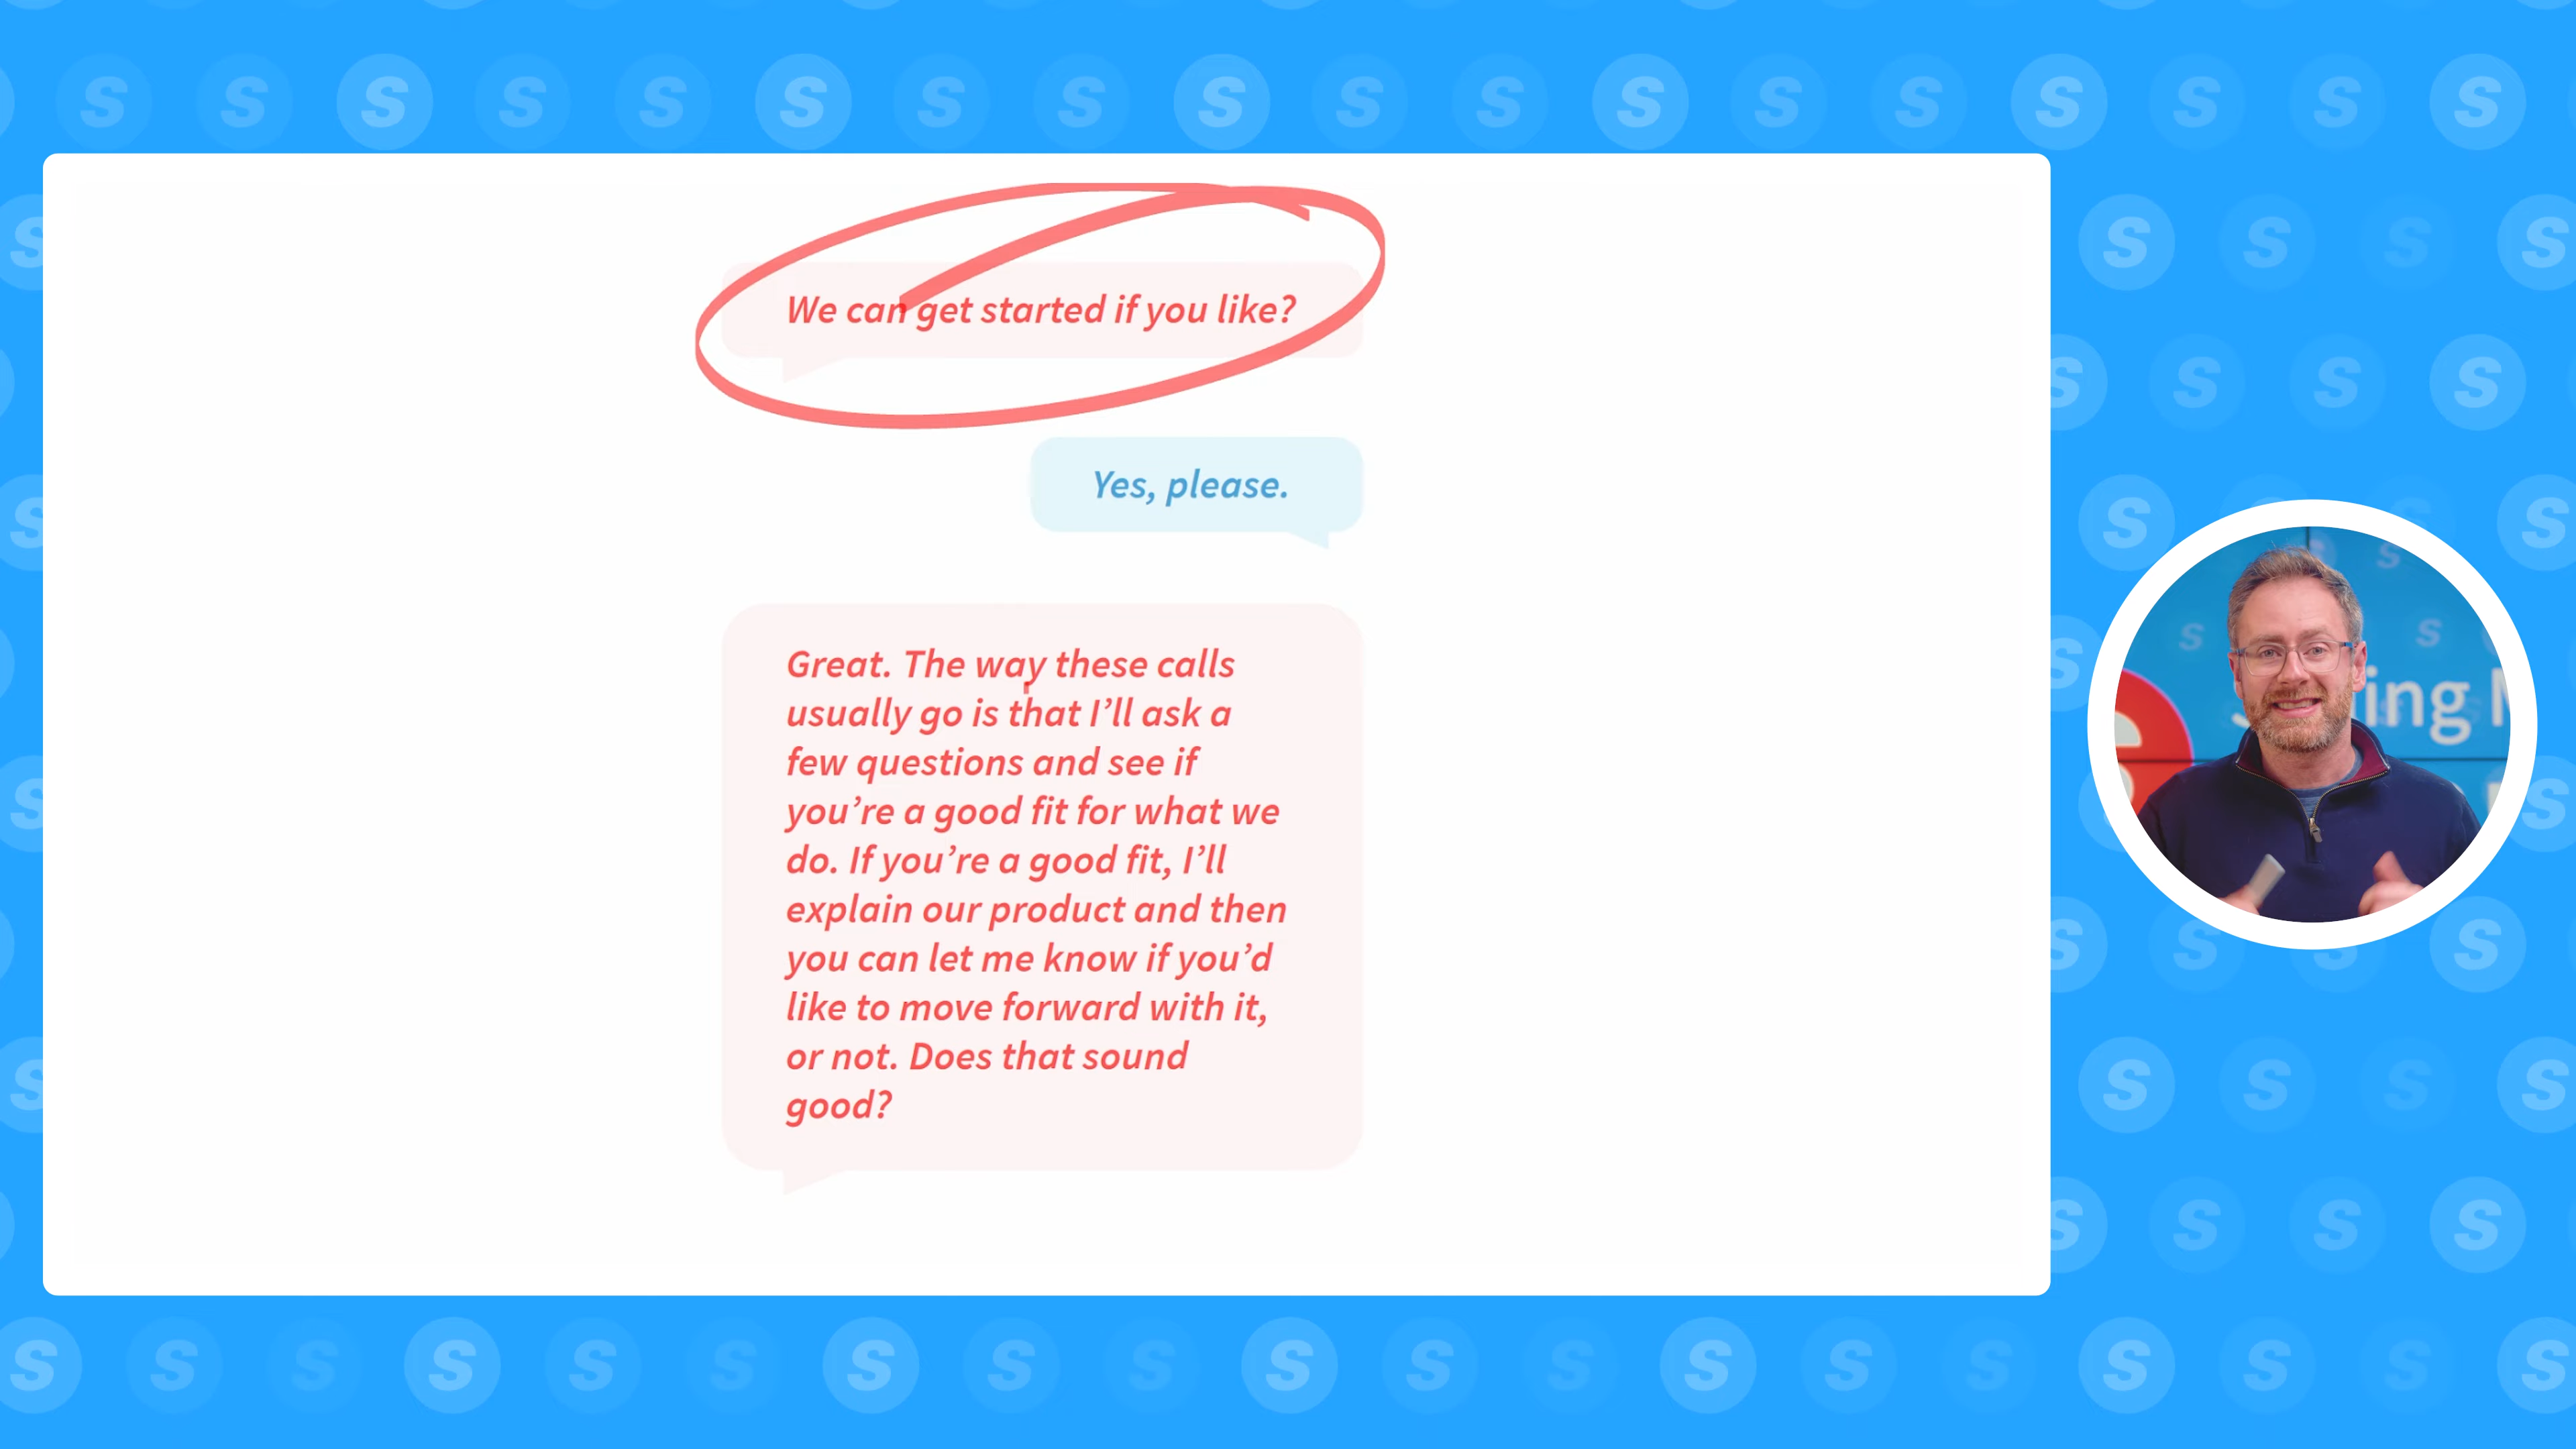 We can get started if you like?
Yes, please.
Great. The way these calls
usually go is that I’ll ask a
few questions and see if
you’re a good fit for what we
do. If you’re a good fit, I’ll
explain our product and then
you can let me know if you’d
like to move forward with it,
or not. Does that sound
good?